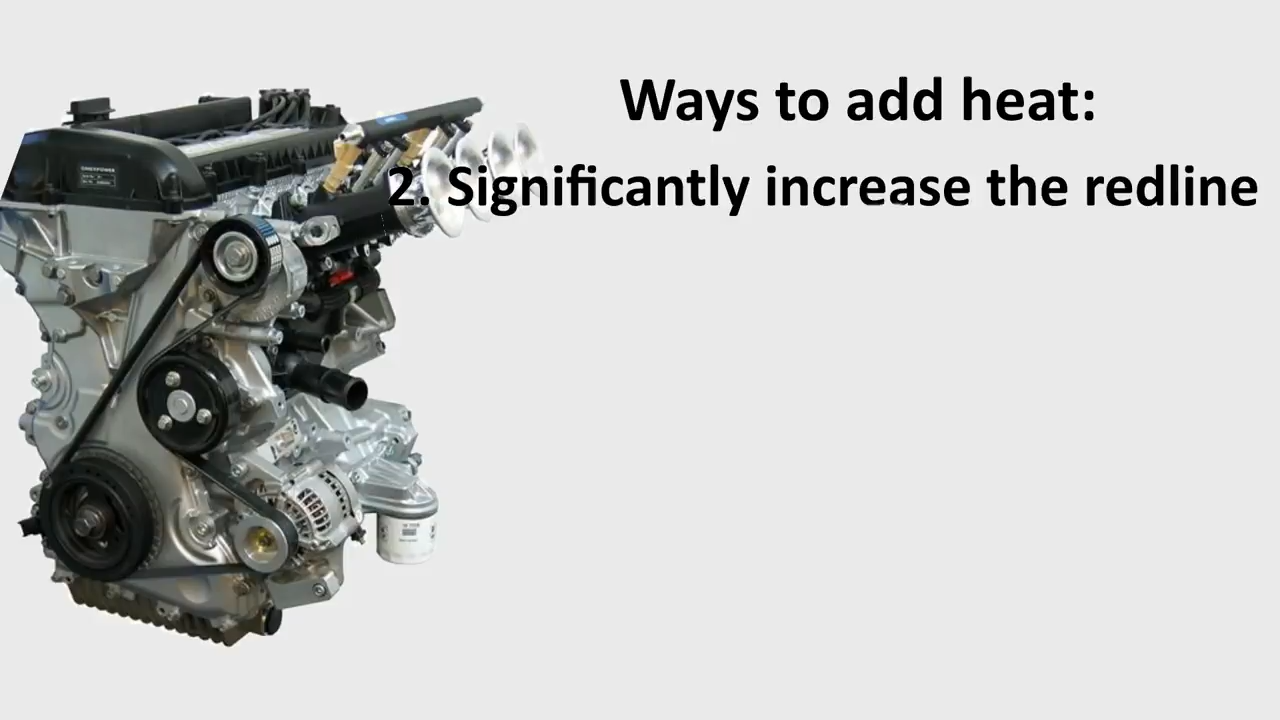 Ways to add heat:
2. Significantly increase the redline